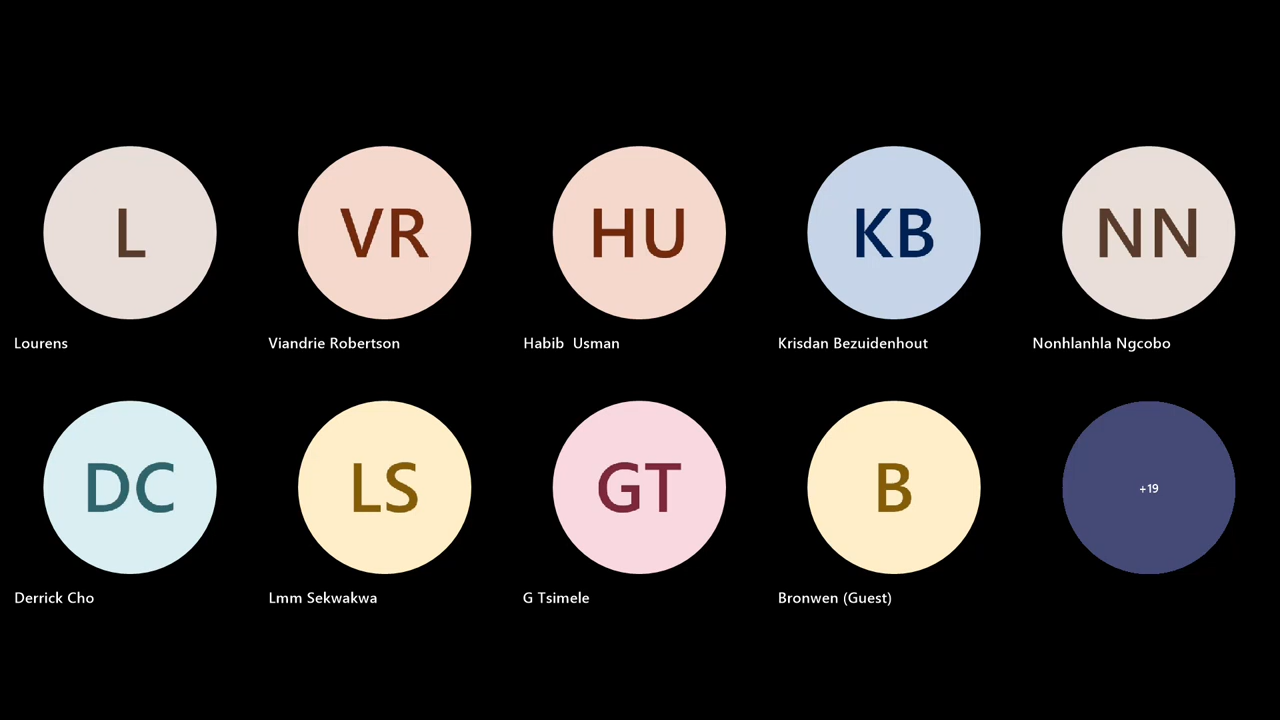 L
VR
HU
KB
NN
Lourens
Viandrie Robertson
Habib  Usman
Krisdan Bezuidenhout
Nonhlanhla Ngcobo
DC
LS
GT
B
+19
Derrick Cho
Lmm Sekwakwa
G Tsimele
Bronwen (Guest)